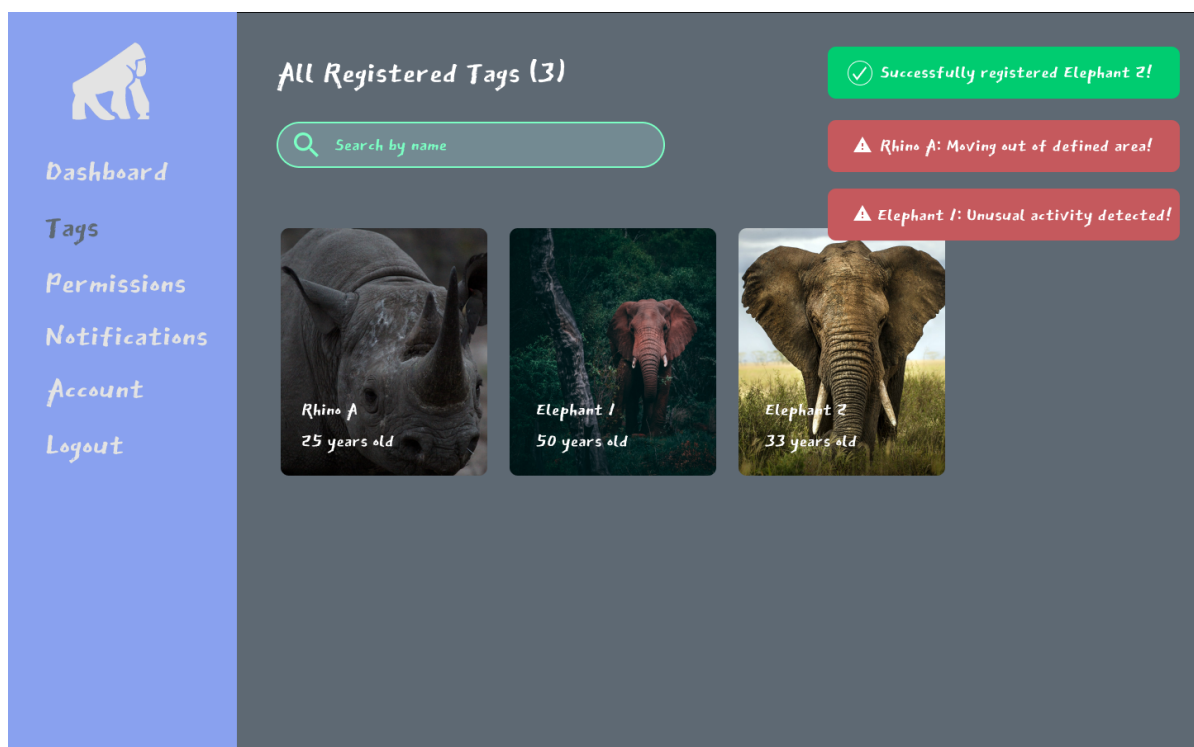 All Registered Tags (3)
Successfully registered Elephant 2!
Search by name
Rhino A: Moving out of defined area!
Elephant 1: Unusual activity detected!
Dashboard
Tags
Permissions
Notifications
Account
Logout
Rhino A
25 years old
Elephant 1
50 years old
Elephant 2
33 years old